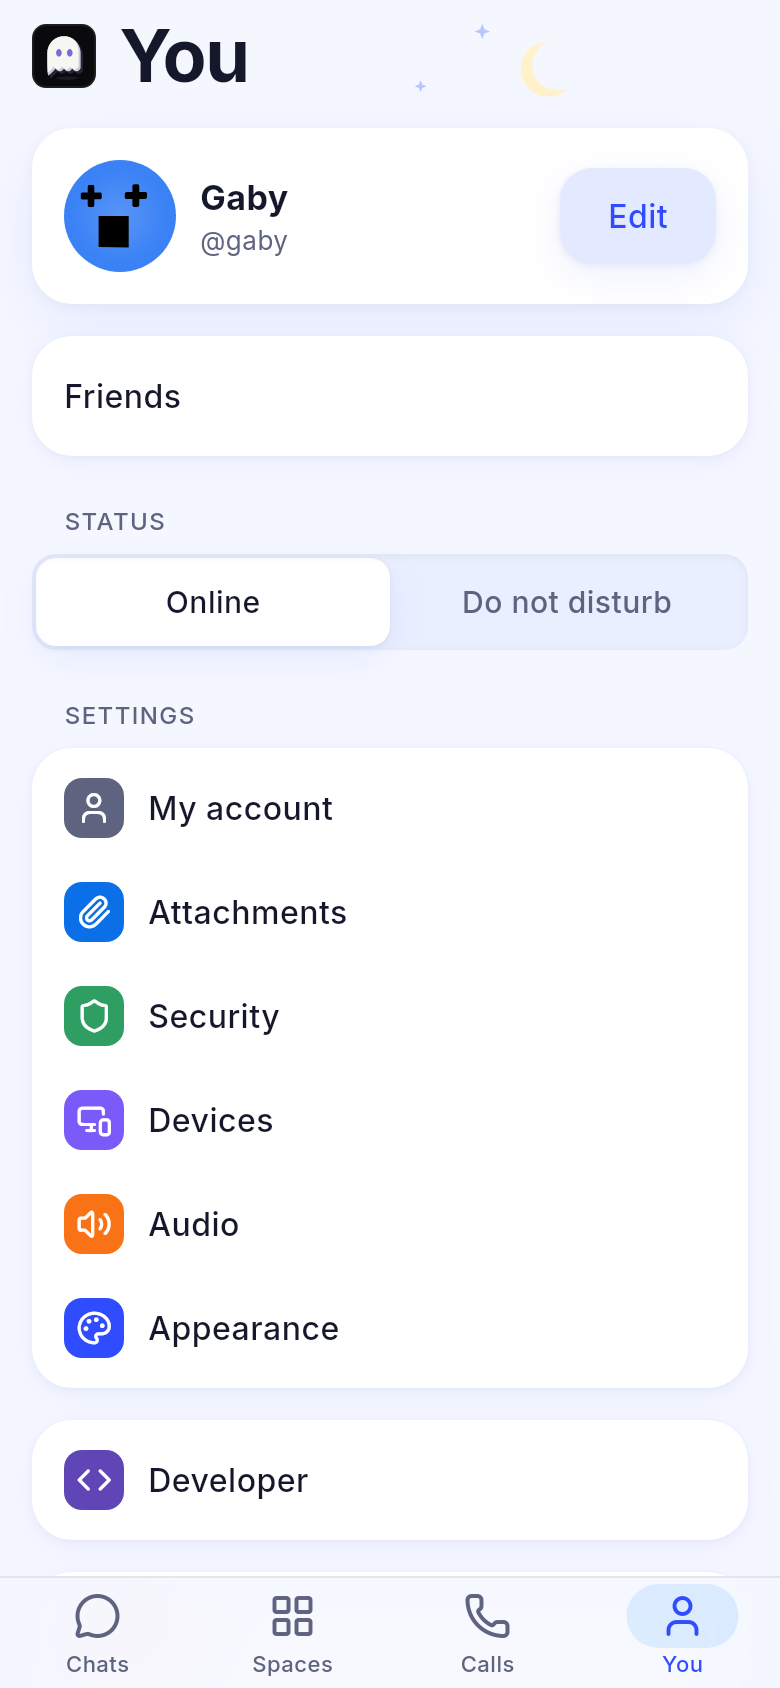 You
Gaby
@gaby
Edit
Friends
STATUS
Online
Do not disturb
SETTINGS
My account
Attachments
Security
Devices
Audio
Appearance
Developer
Chats
Spaces
Calls
You